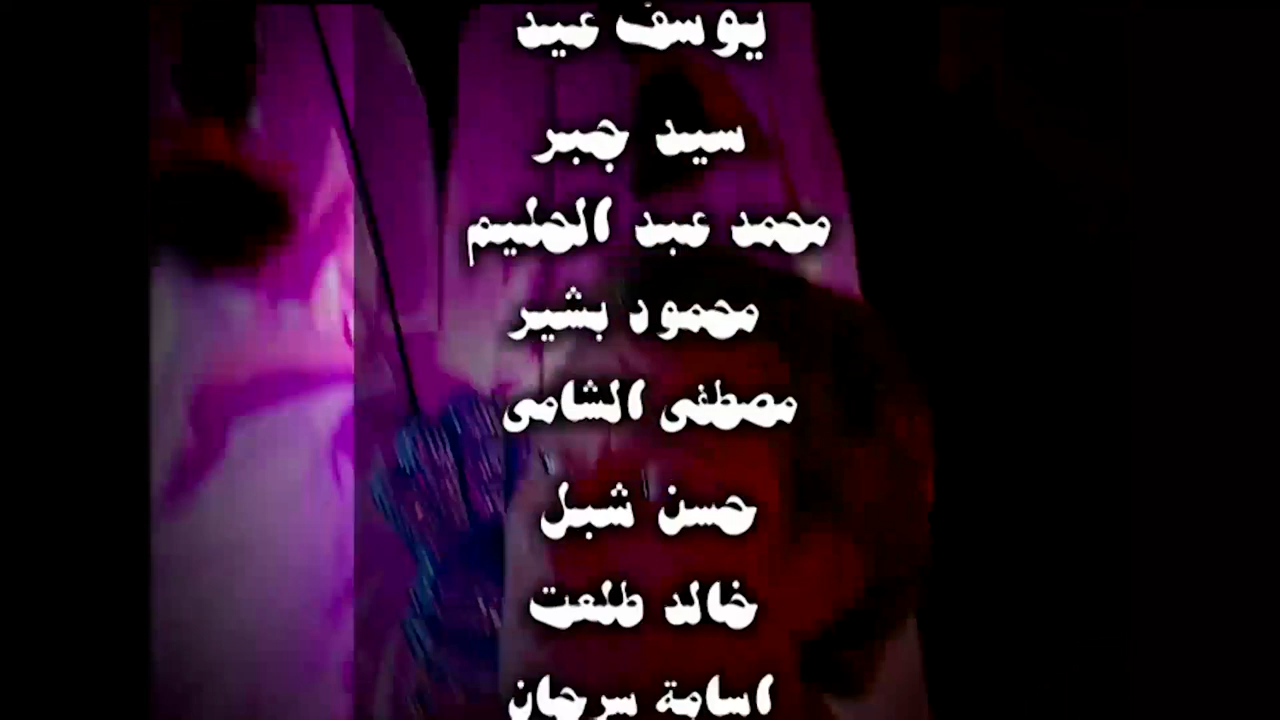 يوسف عيد
سيد جبر
محمد عبد الحليم
محمود بشير
مصطفى الشامى
حسن شبل
خالد طلعت
اسامة سرحان